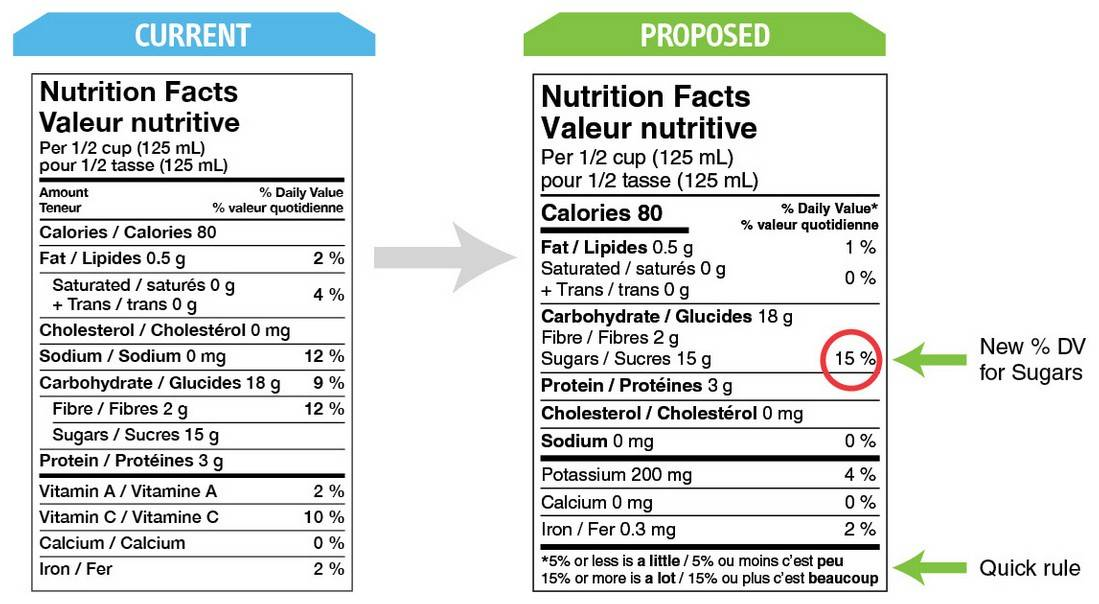 CURRENT
Nutrition Facts
Valeur nutritive
Per 1/2 cup (125 mL)
pour 1/2 tasse (125 mL)
Amount % Daily Value
Teneur % valeur quotidienne
Calories / Calories 80
Fat / Lipides 0.5 g 2 %
Saturated / saturés 0 g
+ Trans / trans 0 g 4 %
Cholesterol / Cholestérol 0 mg
Sodium / Sodium 0 mg 12 %
Carbohydrate / Glucides 18 g 9 %
Fibre / Fibres 2 g 12 %
Sugars / Sucres 15 g
Protein / Protéines 3 g
Vitamin A / Vitamine A 2 %
Vitamin C / Vitamine C 10 %
Calcium / Calcium 0 %
Iron / Fer 2 %
PROPOSED
Nutrition Facts
Valeur nutritive
Per 1/2 cup (125 mL)
pour 1/2 tasse (125 mL)
Calories 80 % Daily Value*
% valeur quotidienne
Fat / Lipides 0.5 g 1 %
Saturated / saturés 0 g
+ Trans / trans 0 g 0 %
Carbohydrate / Glucides 18 g
Fibre / Fibres 2 g
Sugars / Sucres 15 g 15 %
Protein / Protéines 3 g
Cholesterol / Cholestérol 0 mg
Sodium 0 mg 0 %
Potassium 200 mg 4 %
Calcium 0 mg 0 %
Iron / Fer 0.3 mg 2 %
*5% or less is a little / 5% ou moins c'est peu
15% or more is a lot / 15% ou plus c'est beaucoup
New % DV
for Sugars
Quick rule